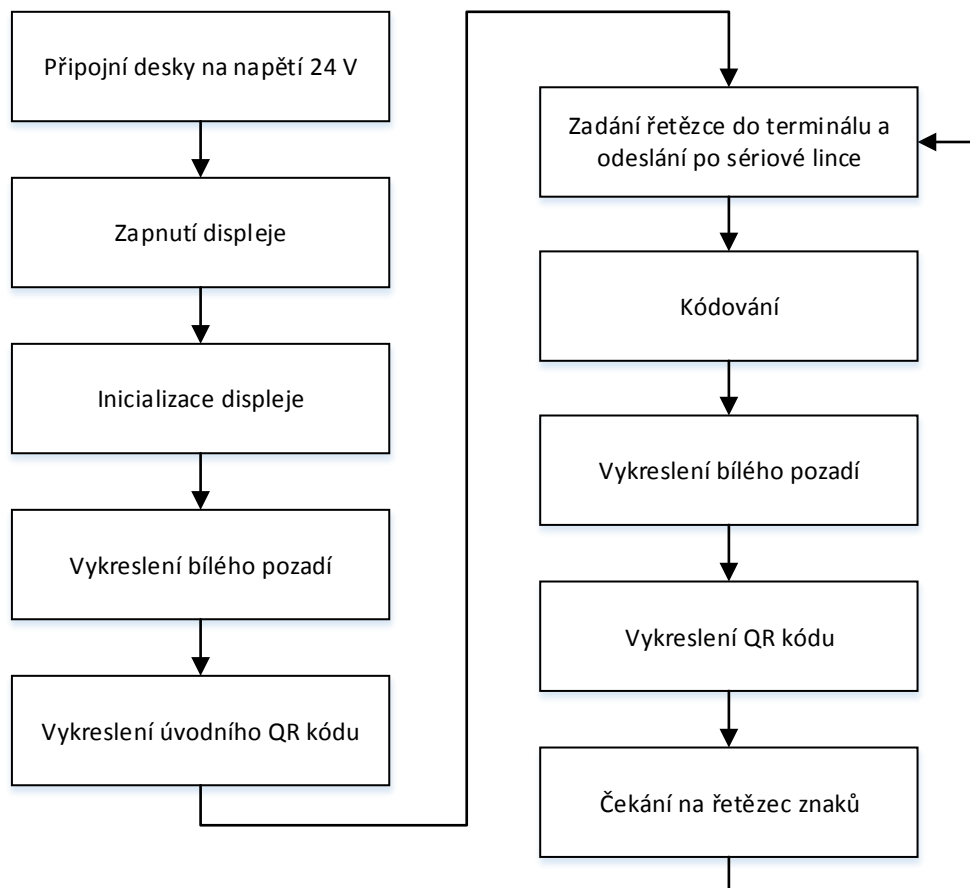 Připojní desky na napětí 24 V
Zapnutí displeje
Inicializace displeje
Vykreslení bílého pozadí
Vykreslení úvodního QR kódu
Zadání řetězce do terminálu a
odeslání po sériové lince
Kódování
Vykreslení bílého pozadí
Vykreslení QR kódu
Čekání na řetězec znaků